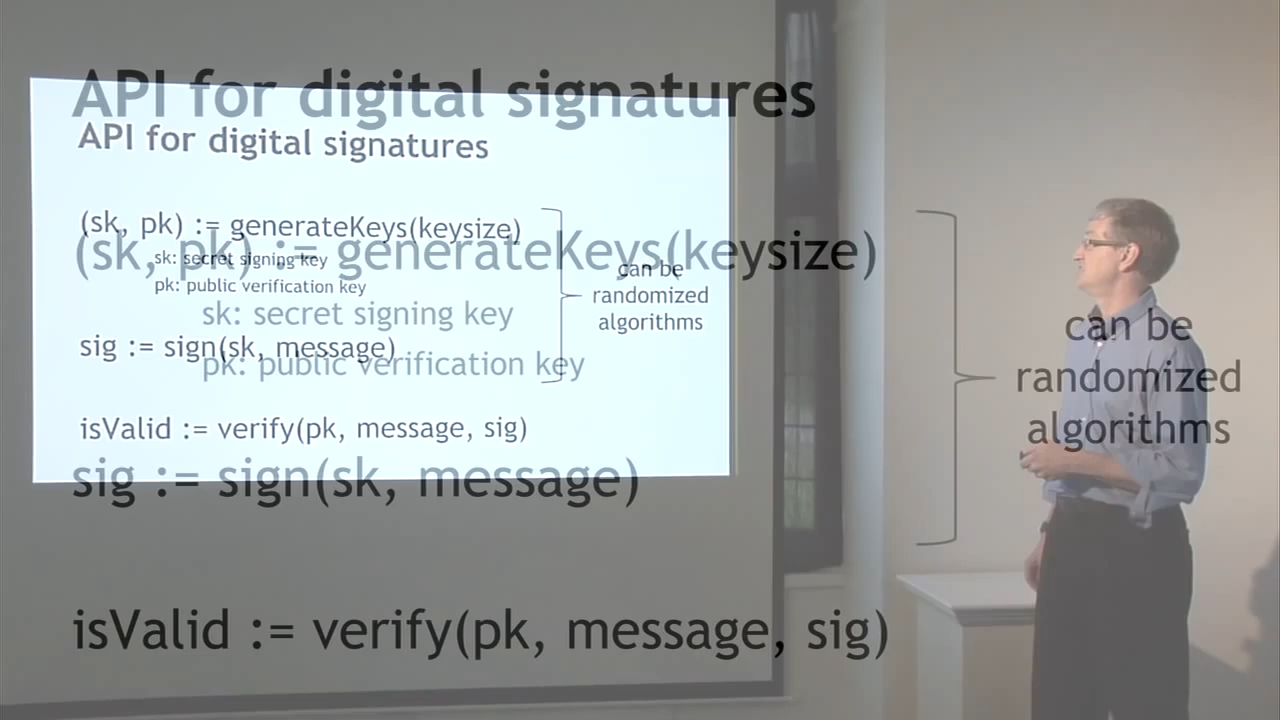 API for digital signatures
(sk, pk) := generateKeys(keysize)
sk: secret signing key
pk: public verification key
sig := sign(sk, message)
isValid := verify(pk, message, sig)
can be
randomized
algorithms
API for digital signatures
(sk, pk) := generateKeys(keysize)
sk: secret signing key
pk: public verification key
sig := sign(sk, message)
isValid := verify(pk, message, sig)
can be
randomized
algorithms